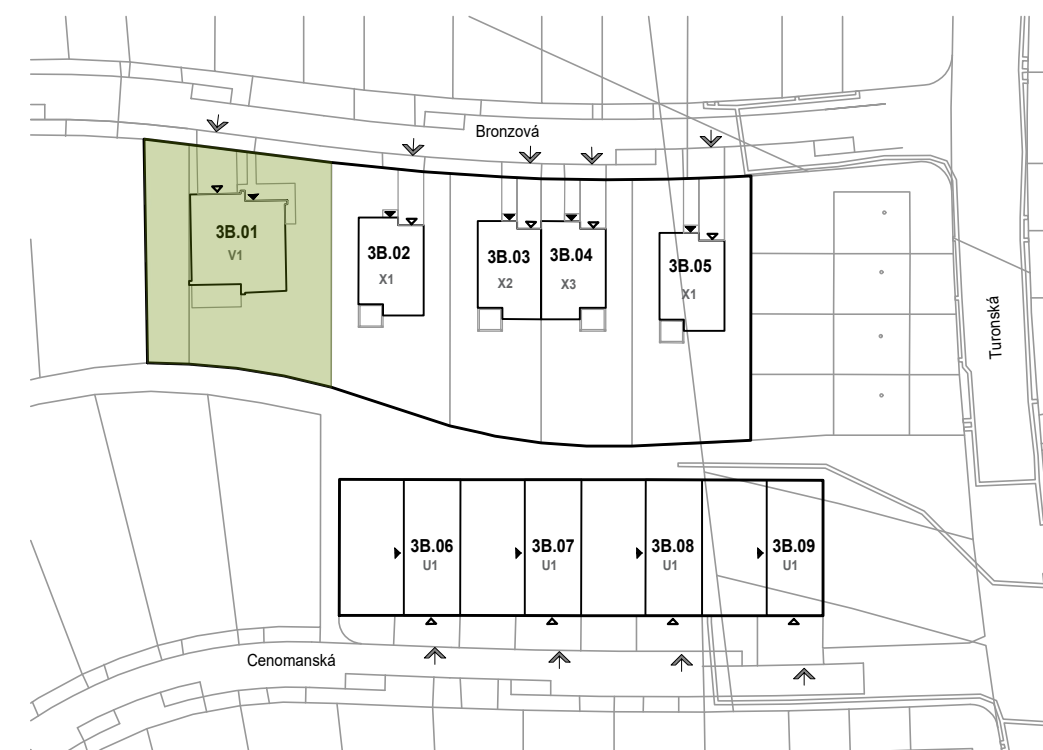 Bronzová
3B.01
V1
3B.02
X1
3B.03
X2
3B.04
X3
3B.05
X1
Turonská
3B.06
U1
3B.07
U1
3B.08
U1
3B.09
U1
Cenomanská